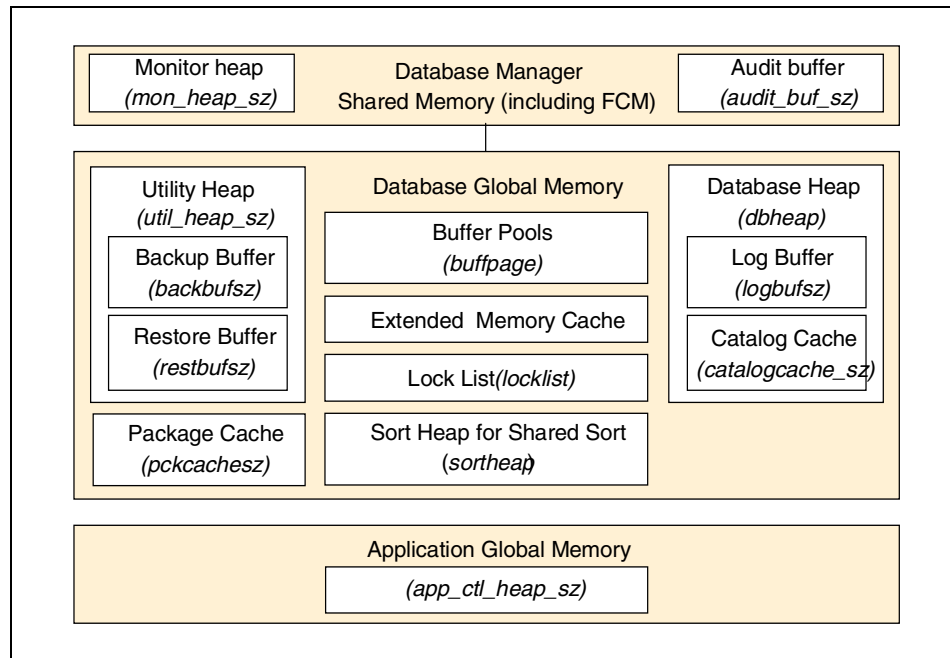 Monitor heap
(mon_heap_sz)
Database Manager
Shared Memory (including FCM)
Audit buffer
(audit_buf_sz)
Utility Heap
(util_heap_sz)
Backup Buffer
(backbufsz)
Restore Buffer
(restbufsz)
Package Cache
(pckcachesz)
Database Global Memory
Buffer Pools
(buffpage)
Extended Memory Cache
Lock List(locklist)
Sort Heap for Shared Sort
(sortheap)
Database Heap
(dbheap)
Log Buffer
(logbufsz)
Catalog Cache
(catalogcache_sz)
Application Global Memory
(app_ctl_heap_sz)